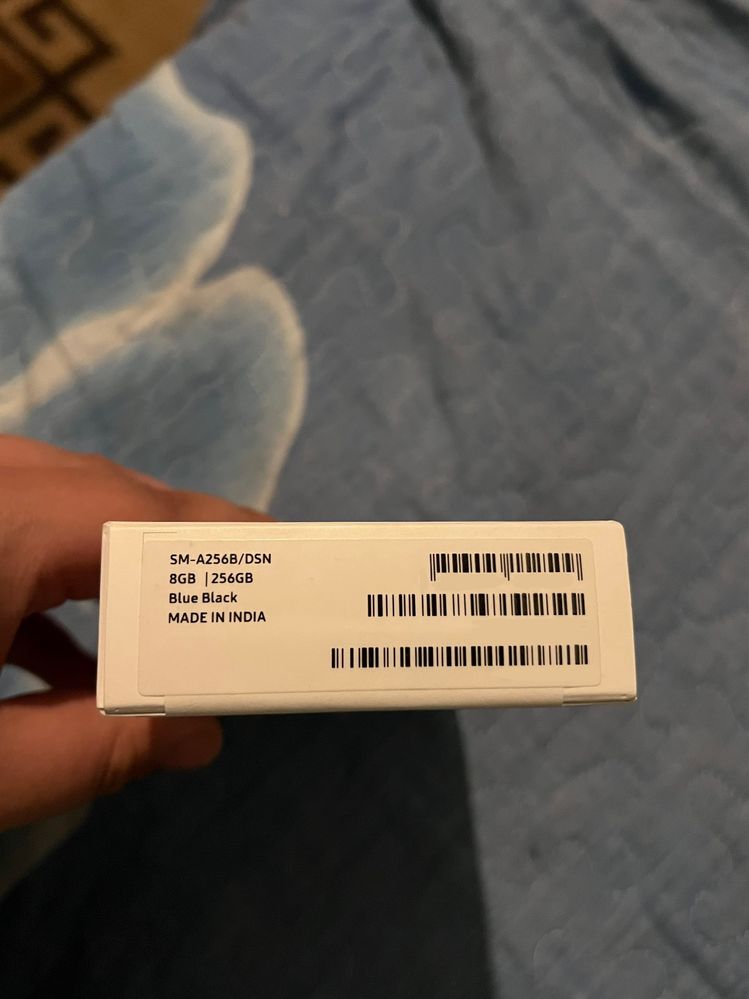 SM-A256B/DSN
8GB | 256GB
Blue Black
MADE IN INDIA